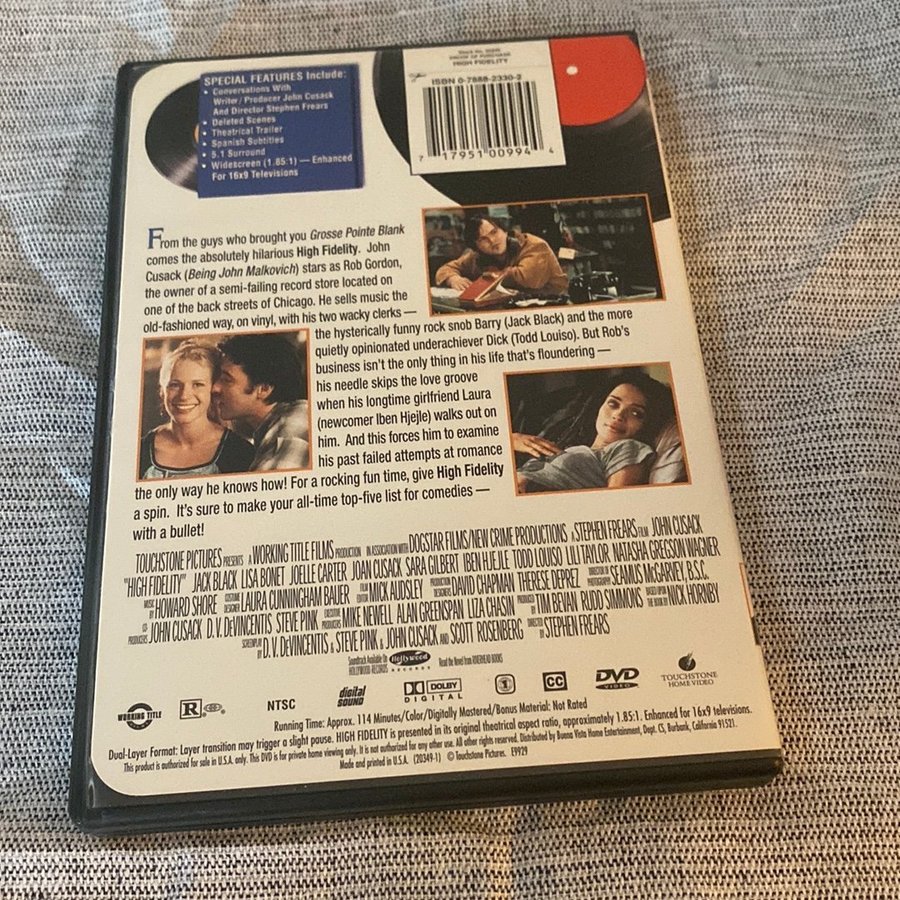 SPECIAL FEATURES Include:
• Conversations With
Writer/Producer John Cusack
And Director Stephen Frears
• Deleted Scenes
• Theatrical Trailer
• Spanish Subtitles
• 5.1 Surround
• Widescreen (1.85:1) — Enhanced
For 16x9 Televisions
PROOF OF PURCHASE
HIGH FIDELITY
ISBN 0-7888-2330-2
7 17951 00994 4
From the guys who brought you Grosse Pointe Blank
comes the absolutely hilarious High Fidelity. John
Cusack (Being John Malkovich) stars as Rob Gordon,
the owner of a semi-failing record store located on
one of the back streets of Chicago. He sells music the
old-fashioned way, on vinyl, with his two wacky clerks —
the hysterically funny rock snob Barry (Jack Black) and the more
quietly opinionated underachiever Dick (Todd Louiso). But Rob's
business isn't the only thing in his life that's floundering —
his needle skips the love groove
when his longtime girlfriend Laura
(newcomer Iben Hjejle) walks out on
him. And this forces him to examine
his past failed attempts at romance
the only way he knows how! For a rocking fun time, give High Fidelity
a spin. It's sure to make your all-time top-five list for comedies —
with a bullet!
TOUCHSTONE PICTURES PRESENTS A WORKING TITLE FILMS PRODUCTION IN ASSOCIATION WITH DOGSTAR FILMS/NEW CRIME PRODUCTIONS A STEPHEN FREARS FILM JOHN CUSACK
"HIGH FIDELITY" JACK BLACK LISA BONET JOELLE CARTER JOAN CUSACK SARA GILBERT IBEN HJEJLE TODD LOUISO LILI TAYLOR NATASHA GREGSON WAGNER
MUSIC BY HOWARD SHORE COSTUME DESIGNER LAURA CUNNINGHAM BAUER FILM EDITOR MICK AUDSLEY PRODUCTION DESIGNERS DAVID CHAPMAN THERESE DEPREZ DIRECTOR OF PHOTOGRAPHY SEAMUS McGARVEY, B.S.C.
CO-PRODUCERS JOHN CUSACK D.V. DeVINCENTIS STEVE PINK EXECUTIVE PRODUCERS MIKE NEWELL ALAN GREENSPAN LIZA CHASIN PRODUCED BY TIM BEVAN RUDD SIMMONS BASED UPON THE BOOK BY NICK HORNBY
SCREENPLAY BY D.V. DeVINCENTIS & STEVE PINK & JOHN CUSACK AND SCOTT ROSENBERG DIRECTED BY STEPHEN FREARS
Soundtrack Available On
HOLLYWOOD RECORDS
Hollywood
RECORDS
Read the Novel from RIVERHEAD BOOKS
WORKING TITLE
R
NTSC
digital SOUND
DOLBY
DIGITAL
1
CC
DVD
VIDEO
TOUCHSTONE
HOME VIDEO
Running Time: Approx. 114 Minutes/Color/Digitally Mastered/Bonus Material: Not Rated
Dual-Layer Format: Layer transition may trigger a slight pause. HIGH FIDELITY is presented in its original theatrical aspect ratio, approximately 1.85:1. Enhanced for 16x9 televisions.
This product is authorized for sale in U.S.A. only. This DVD is for private home viewing only. It is not authorized for any other use. All other rights reserved. Distributed by Buena Vista Home Entertainment, Dept. CS, Burbank, California 91521.
Made and printed in U.S.A. (20349-1) © Touchstone Pictures. E9929